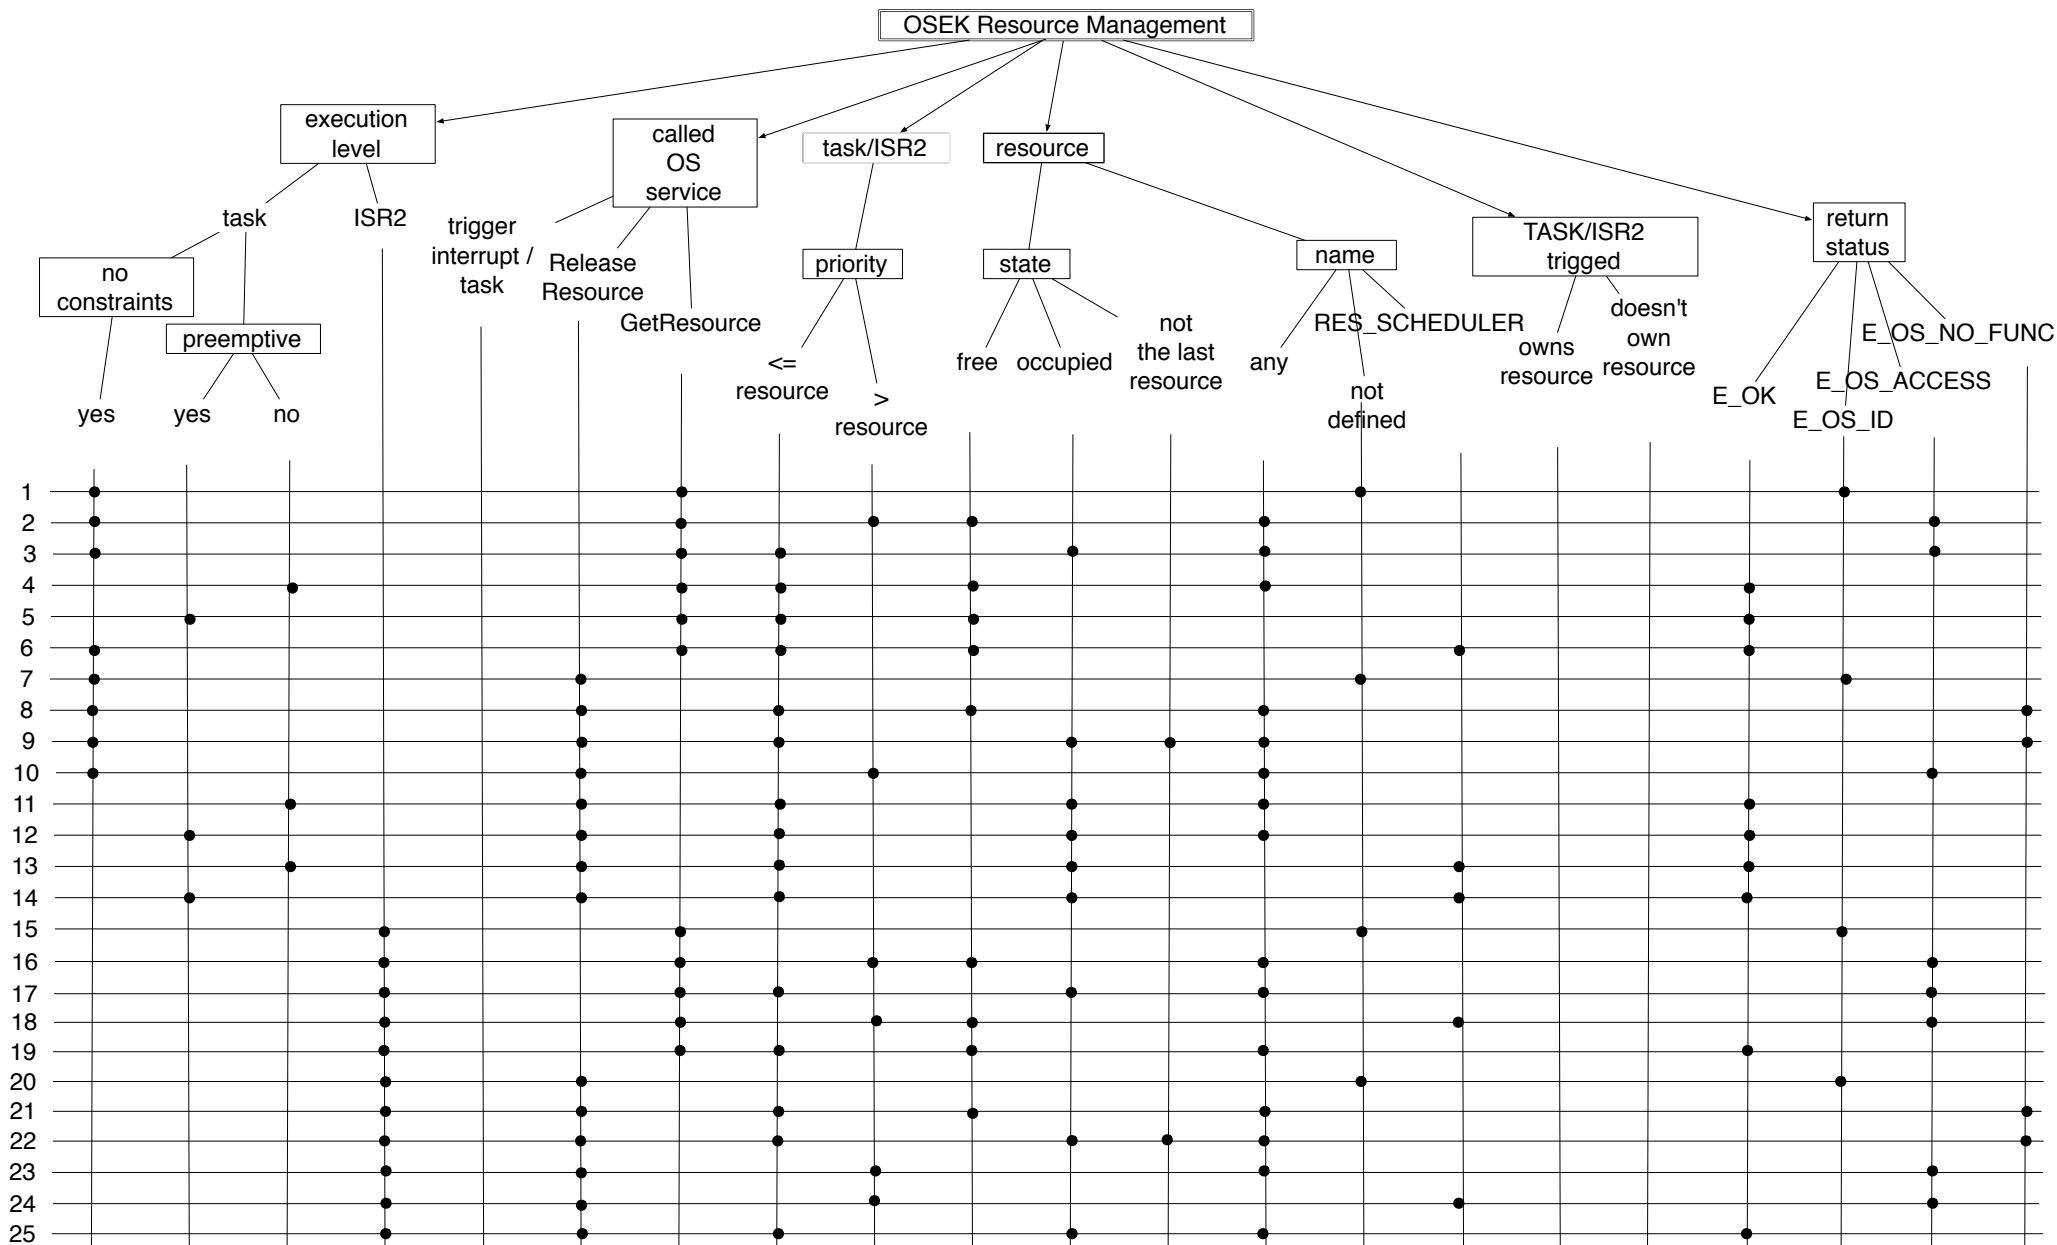 OSEK Resource Management
execution
level
called
OS
service
task/ISR2
resource
TASK/ISR2
trigged
return
status
task
ISR2
trigger
interrupt /
task
Release
Resource
GetResource
priority
state
name
no
constraints
preemptive
yes
yes
no
<=
resource
>
resource
free
occupied
not
the last
resource
any
RES_SCHEDULER
not
defined
owns
resource
doesn't
own
resource
E_OK
E_OS_ID
E_OS_ACCESS
E_OS_NO_FUNC
1
2
3
4
5
6
7
8
9
10
11
12
13
14
15
16
17
18
19
20
21
22
23
24
25